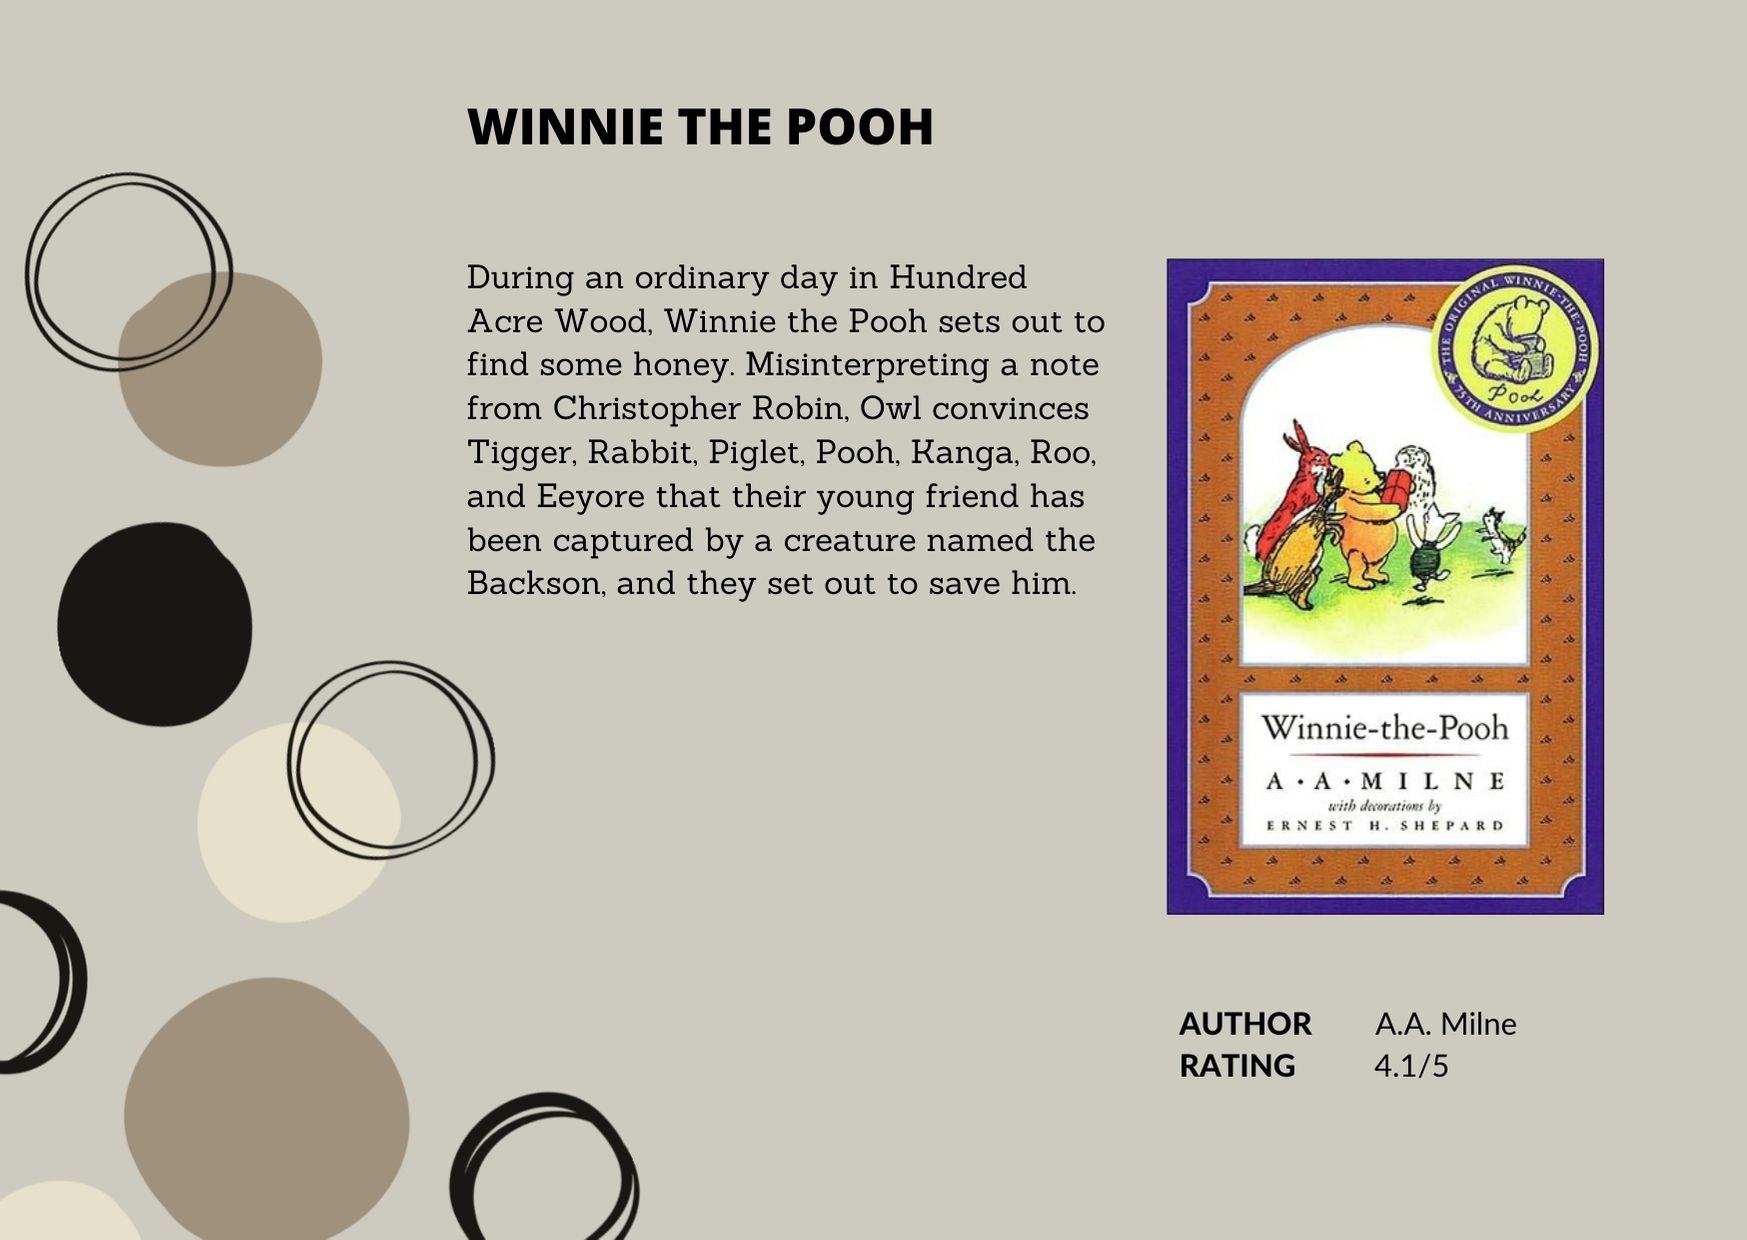 WINNIE THE POOH
During an ordinary day in Hundred
Acre Wood, Winnie the Pooh sets out to
find some honey. Misinterpreting a note
from Christopher Robin, Owl convinces
Tigger, Rabbit, Piglet, Pooh, Kanga, Roo,
and Eeyore that their young friend has
been captured by a creature named the
Backson, and they set out to save him.
THE ORIGINAL WINNIE-THE-POOH
Pooh
75TH ANNIVERSARY
Winnie-the-Pooh
A·A·MILNE
with decorations by
ERNEST H. SHEPARD
AUTHOR A.A. Milne
RATING 4.1/5